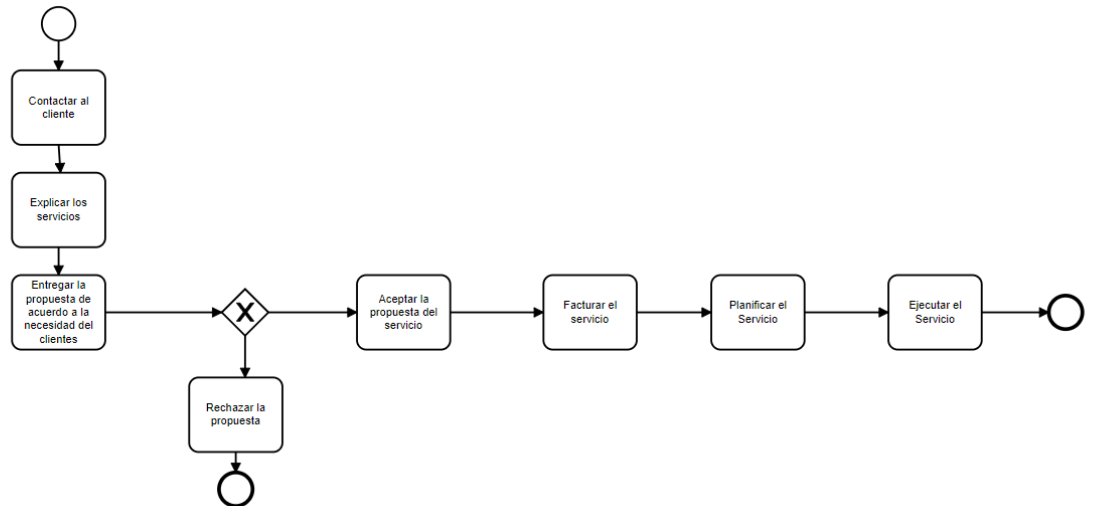 Contactar al
cliente
Explicar los
servicios
Entregar la
propuesta de
acuerdo a la
necesidad del
clientes
X
Aceptar la
propuesta del
servicio
Facturar el
servicio
Planificar el
Servicio
Ejecutar el
Servicio
Rechazar la
propuesta